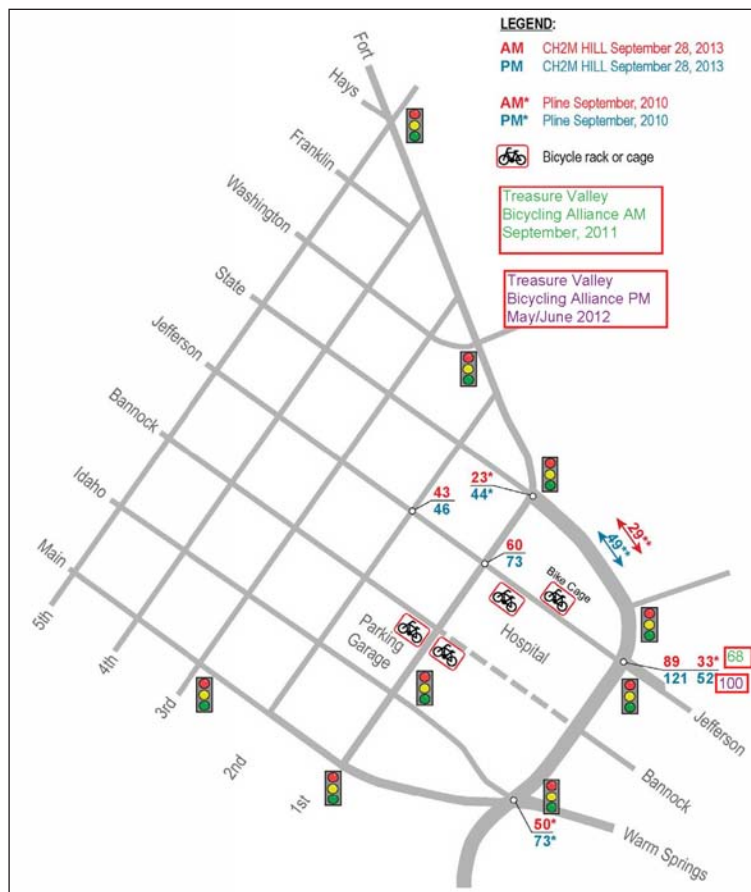 LEGEND:
AM CH2M HILL September 28, 2013
PM CH2M HILL September 28, 2013
AM* Pline September, 2010
PM* Pline September, 2010
Bicycle rack or cage
Treasure Valley
Bicycling Alliance AM
September, 2011
Treasure Valley
Bicycling Alliance PM
May/June 2012
Fort
Hays
Franklin
Washington
State
Jefferson
Bannock
Idaho
Main
5th
4th
3rd
2nd
1st
43
46
23*
44*
60
73
29**
49**
Bike Cage
Parking
Garage
Hospital
89 33* 68
121 52 100
Jefferson
Bannock
Warm Springs
50*
73*